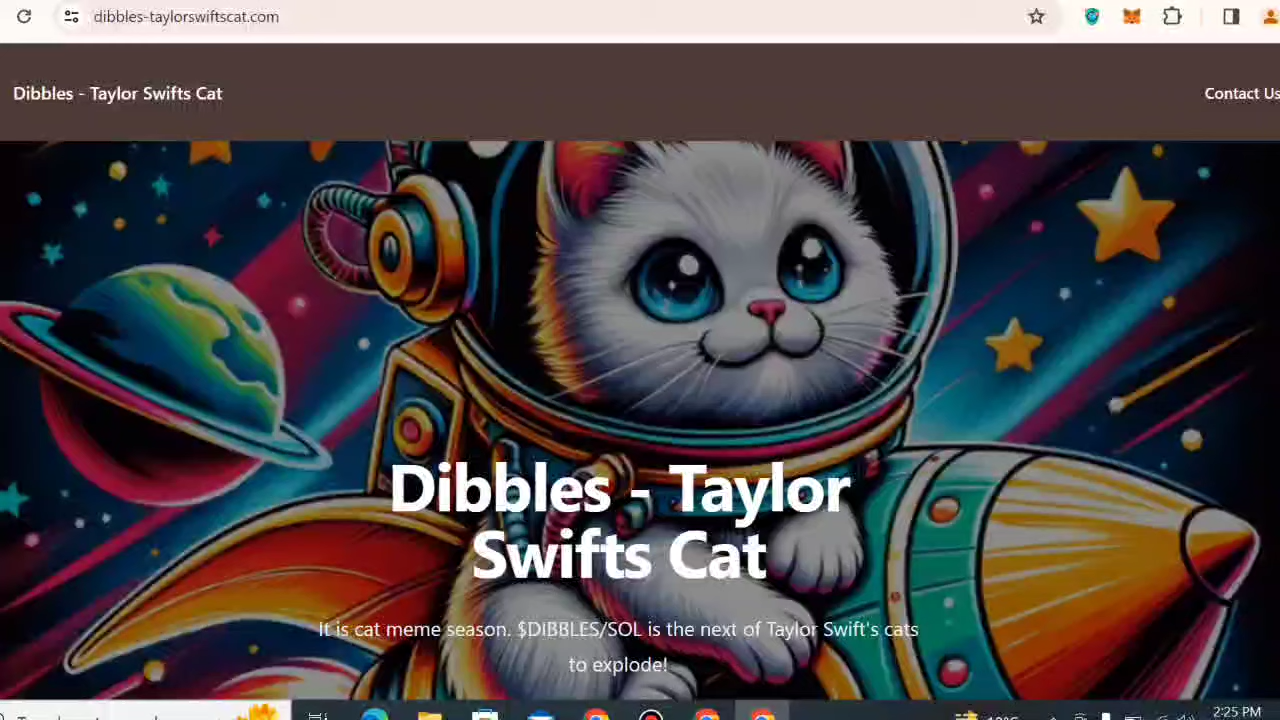 dibbles-taylorswiftscat.com
Dibbles - Taylor Swifts Cat
Contact Us
Dibbles - Taylor
Swifts Cat
It is cat meme season. $DIBBLES/SOL is the next of Taylor Swift's cats
to explode!
2:25 PM